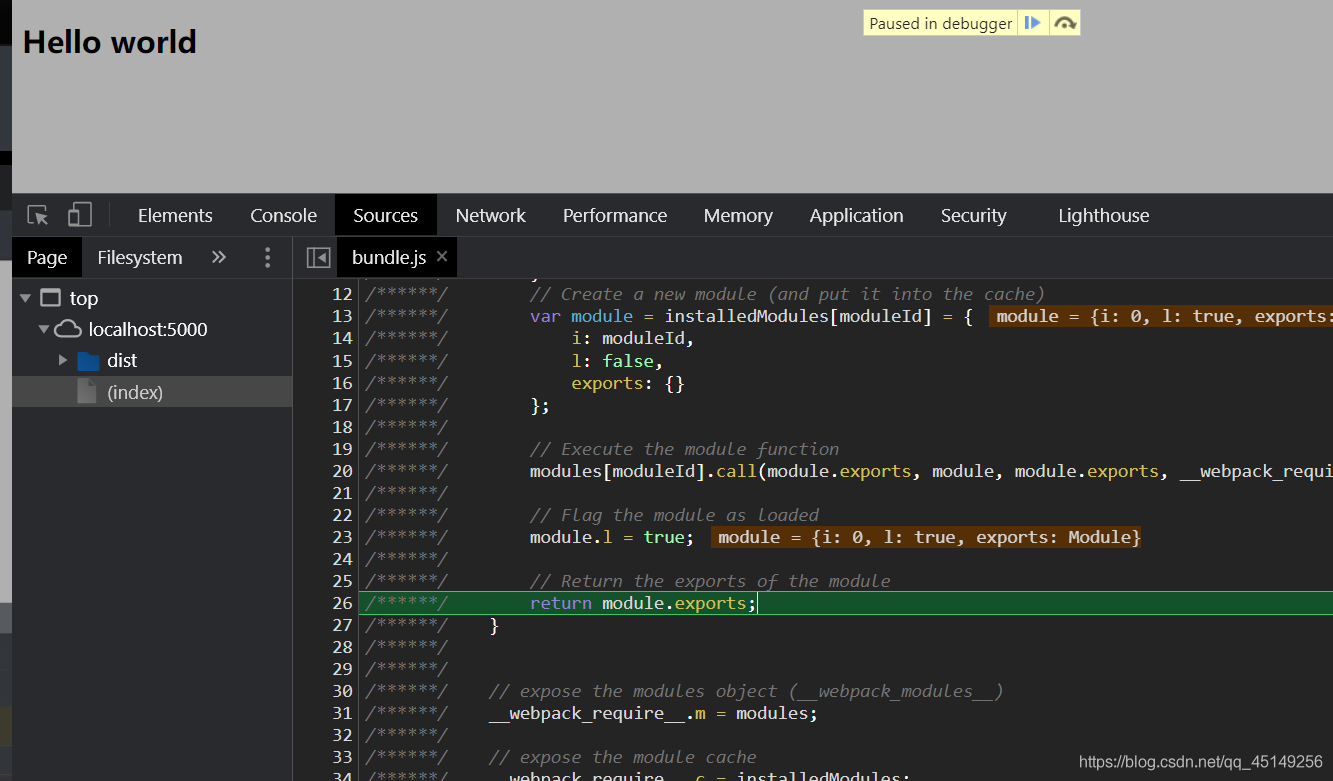 Hello world
Paused in debugger
Elements Console Sources Network Performance Memory Application Security Lighthouse
Page Filesystem » bundle.js ×
top
localhost:5000
dist
(index)
12 /******/ // Create a new module (and put it into the cache)
13 /******/ var module = installedModules[moduleId] = { module = {i: 0, l: true, exports:
14 /******/ i: moduleId,
15 /******/ l: false,
16 /******/ exports: {}
17 /******/ };
18 /******/
19 /******/ // Execute the module function
20 /******/ modules[moduleId].call(module.exports, module, module.exports, __webpack_requi
21 /******/
22 /******/ // Flag the module as loaded
23 /******/ module.l = true; module = {i: 0, l: true, exports: Module}
24 /******/
25 /******/ // Return the exports of the module
26 /******/ return module.exports;
27 /******/ }
28 /******/
29 /******/
30 /******/ // expose the modules object (__webpack_modules__)
31 /******/ __webpack_require__.m = modules;
32 /******/
33 /******/ // expose the module cache
34 /******/ __webpack_require__.c = installedModules;
https://blog.csdn.net/qq_45149256